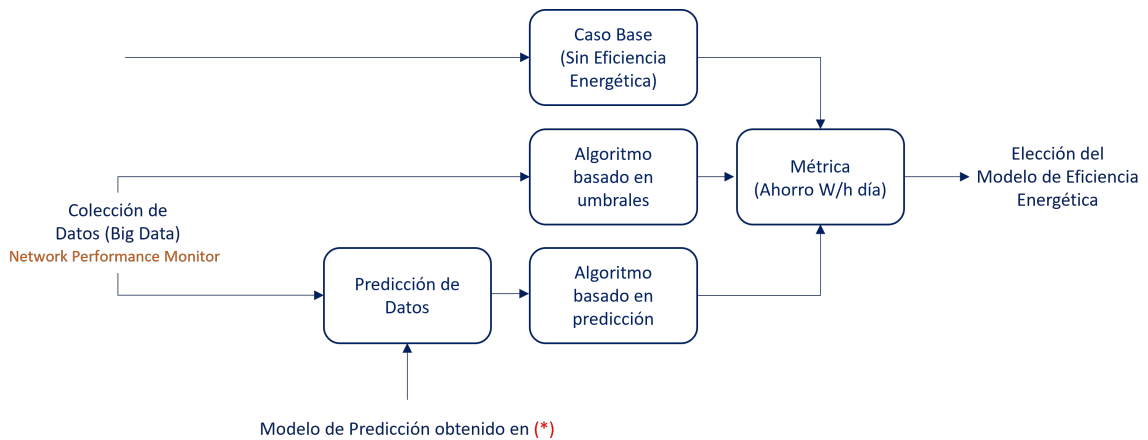 Caso Base
(Sin Eficiencia
Energética)
Algoritmo
basado en
umbrales
Métrica
(Ahorro W/h día)
Elección del
Modelo de Eficiencia
Energética
Colección de
Datos (Big Data)
Network Performance Monitor
Predicción de
Datos
Algoritmo
basado en
predicción
Modelo de Predicción obtenido en (*)